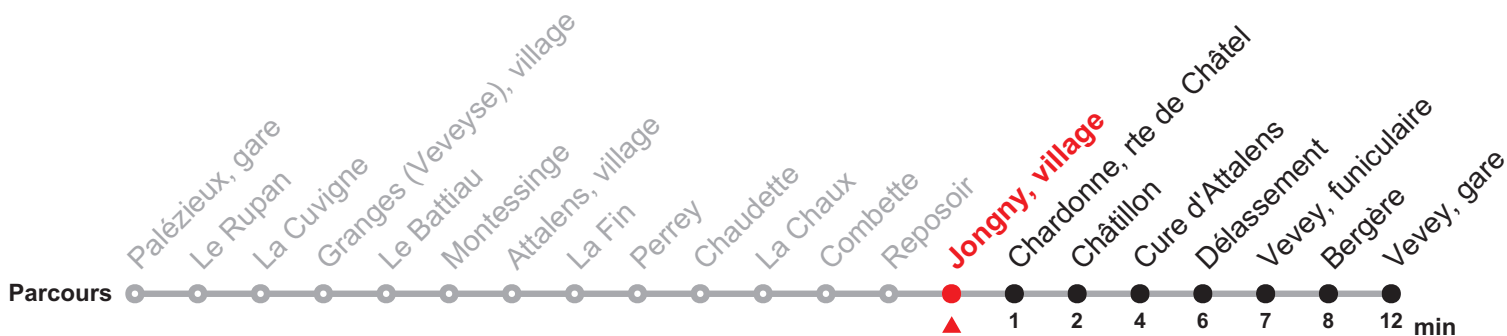 Palézieux, gare
Le Rupan
La Cuvigne
Granges (Veveyse), village
Le Battiau
Montessinge
Attalens, village
La Fin
Perrey
Chaudette
La Chaux
Combette
Reposoir
Jongny, village
Chardonne, rte de Châtel
Châtillon
Cure d'Attalens
Délassement
Vevey, funiculaire
Bergère
Vevey, gare
Parcours
1 2 4 6 7 8 12 min